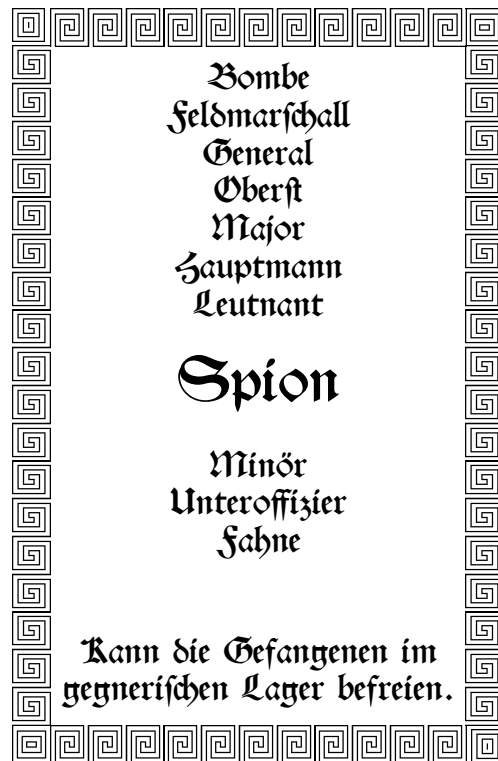 Bombe
Feldmarſchall
General
Oberſt
Major
Hauptmann
Leutnant
Spion
Minör
Unteroffizier
Fahne
Kann die Gefangenen im
gegneriſchen Lager befreien.